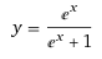 y = e^x / (e^x + 1)